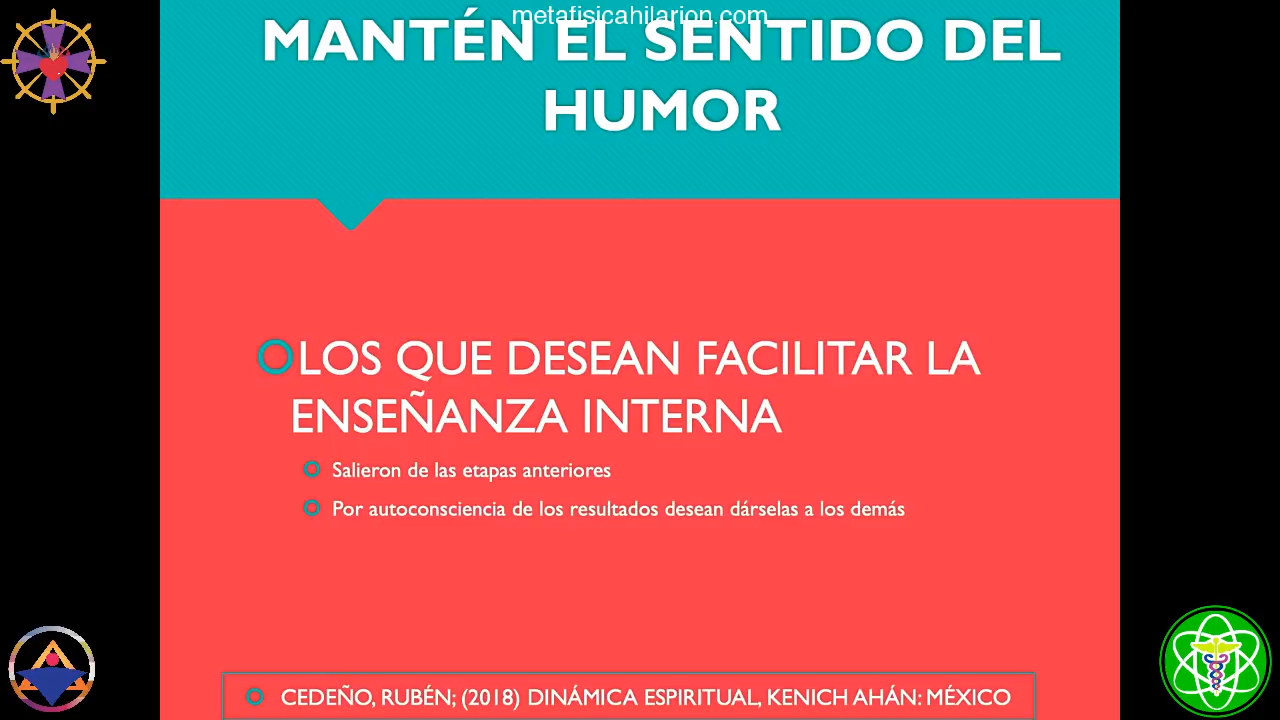 metafisicahilarion.com
MANTÉN EL SENTIDO DEL
HUMOR
LOS QUE DESEAN FACILITAR LA
ENSEÑANZA INTERNA
Salieron de las etapas anteriores
Por autoconsciencia de los resultados desean dárselas a los demás
CEDEÑO, RUBÉN; (2018) DINÁMICA ESPIRITUAL, KENICH AHÁN: MÉXICO